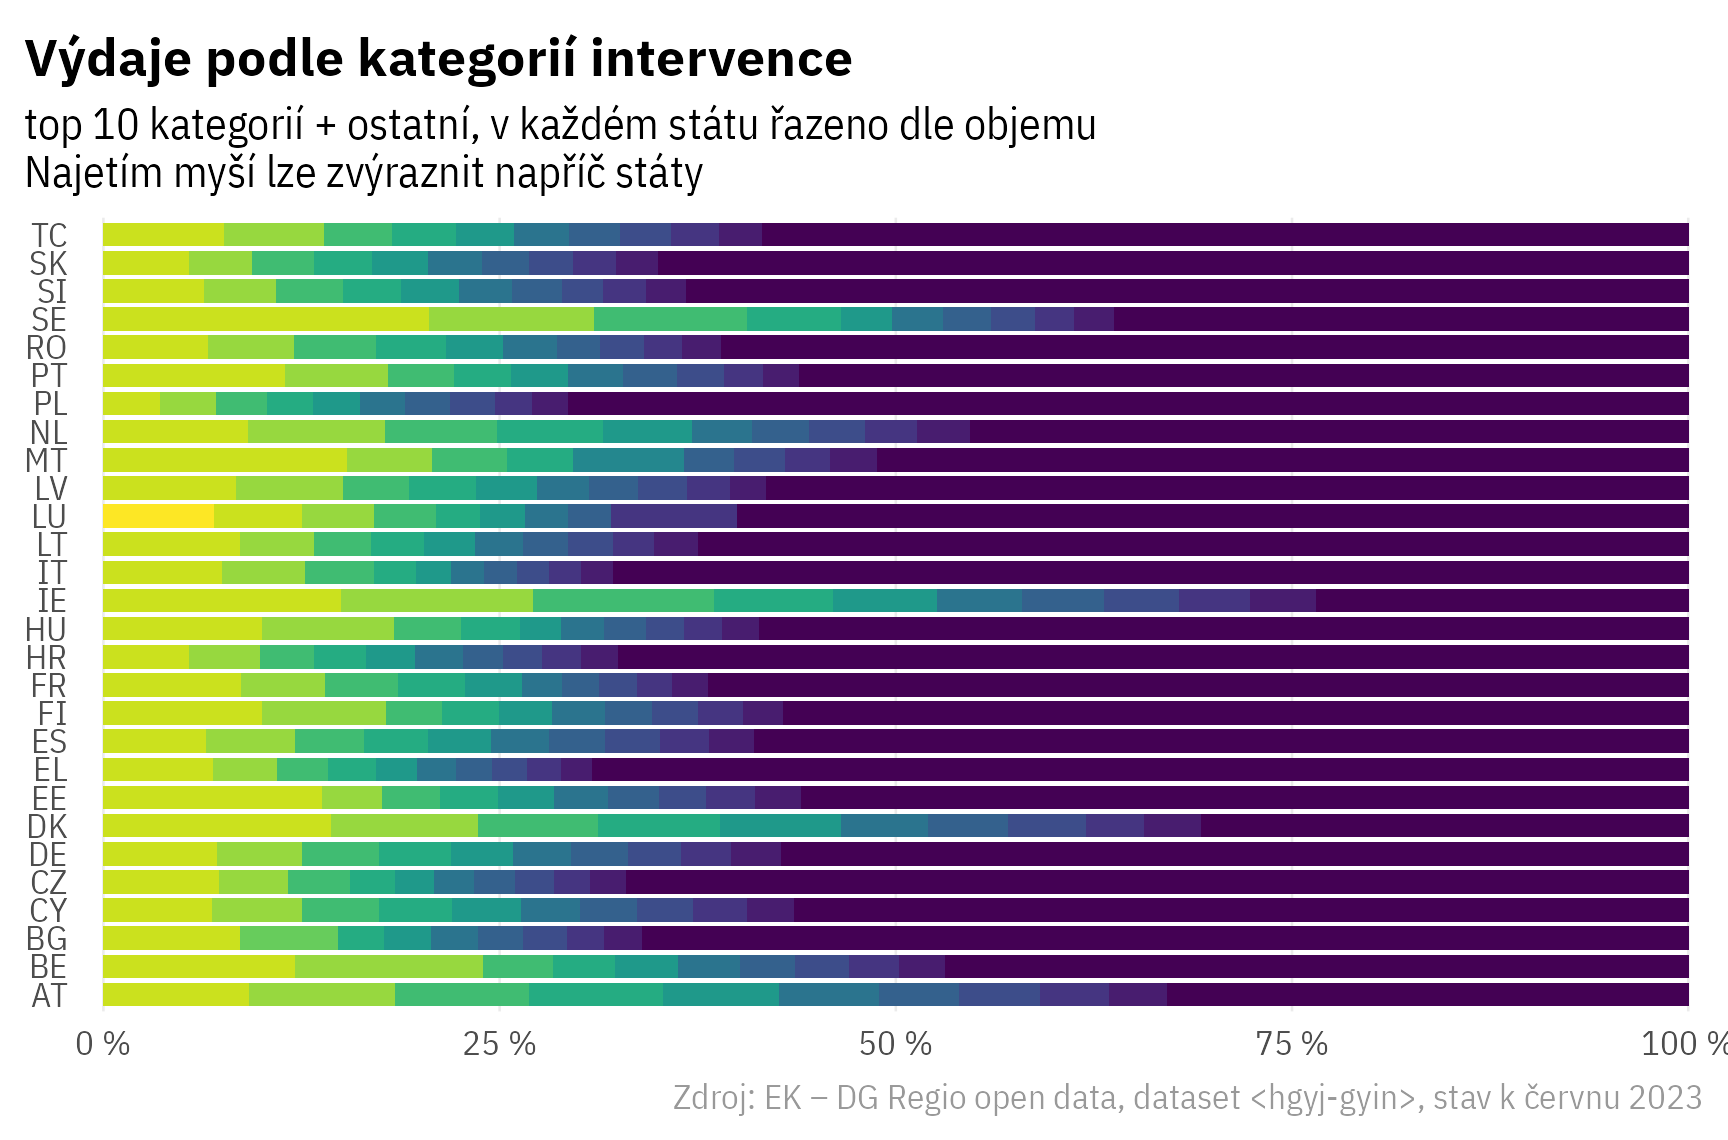 Výdaje podle kategorií intervence
top 10 kategorií + ostatní, v každém státu řazeno dle objemu
Najetím myší lze zvýraznit napříč státy
TC
SK
SI
SE
RO
PT
PL
NL
MT
LV
LU
LT
IT
IE
HU
HR
FR
FI
ES
EL
EE
DK
DE
CZ
CY
BG
BE
AT
0 % 25 % 50 % 75 % 100 %
Zdroj: EK – DG Regio open data, dataset <hgyj-gyin>, stav k červnu 2023